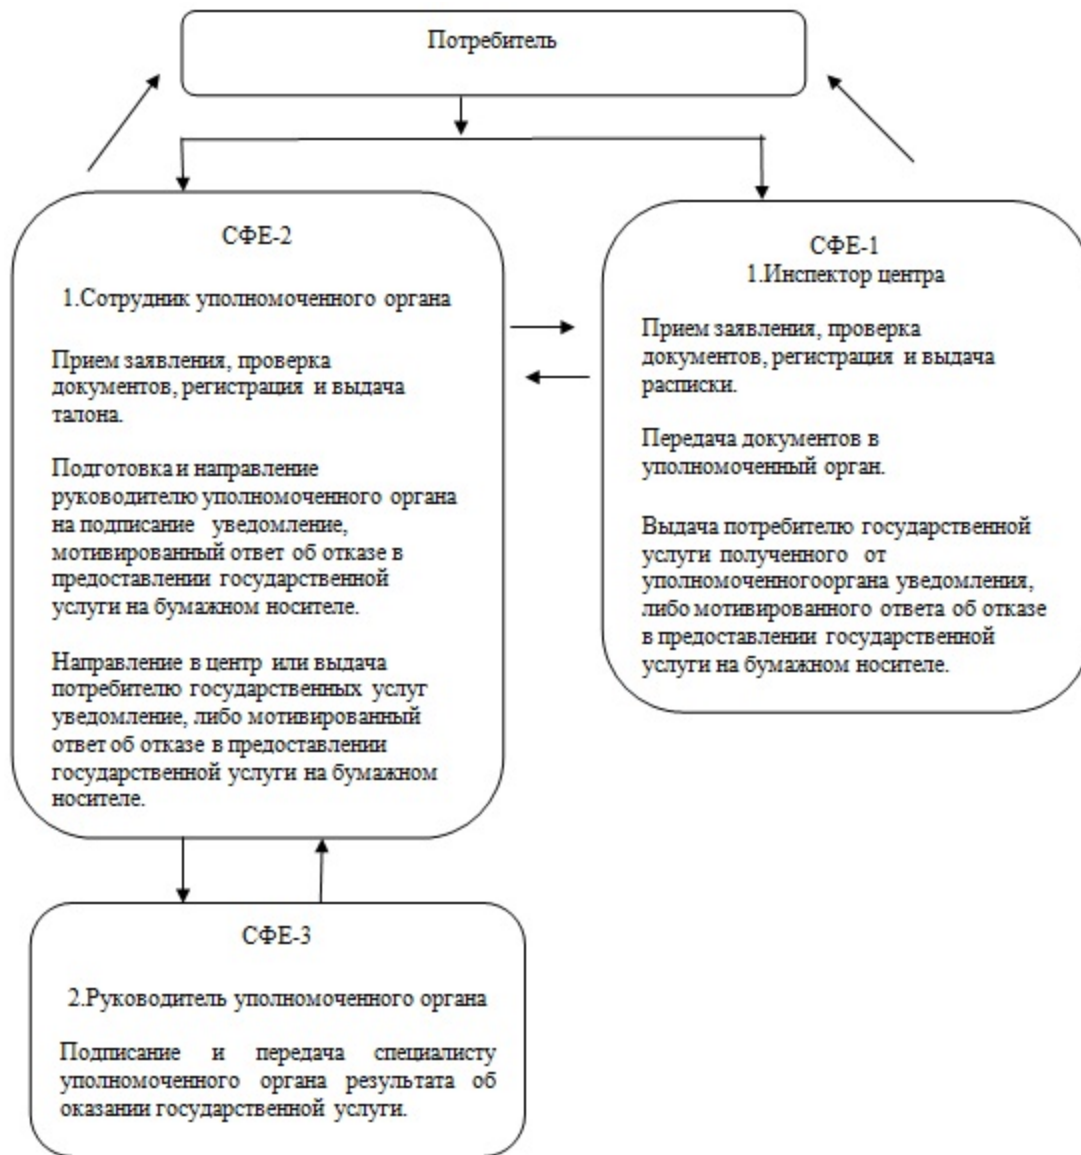 Потребитель
СФЕ-2
1.Сотрудник уполномоченного органа
Прием заявления, проверка
документов, регистрация и выдача
талона.
Подготовка и направление
руководителю уполномоченного органа
на подписание уведомление,
мотивированный ответ об отказе в
предоставлении государственной
услуги на бумажном носителе.
Направление в центр или выдача
потребителю государственных услуг
уведомление, либо мотивированный
ответ об отказе в предоставлении
государственной услуги на бумажном
носителе.
СФЕ-1
1.Инспектор центра
Прием заявления, проверка
документов, регистрация и выдача
расписки.
Передача документов в
уполномоченный орган.
Выдача потребителю государственной
услуги полученного от
уполномоченногооргана уведомления,
либо мотивированного ответа об отказе
в предоставлении государственной
услуги на бумажном носителе.
СФЕ-3
2.Руководитель уполномоченного органа
Подписание и передача специалисту
уполномоченного органа результата об
оказании государственной услуги.